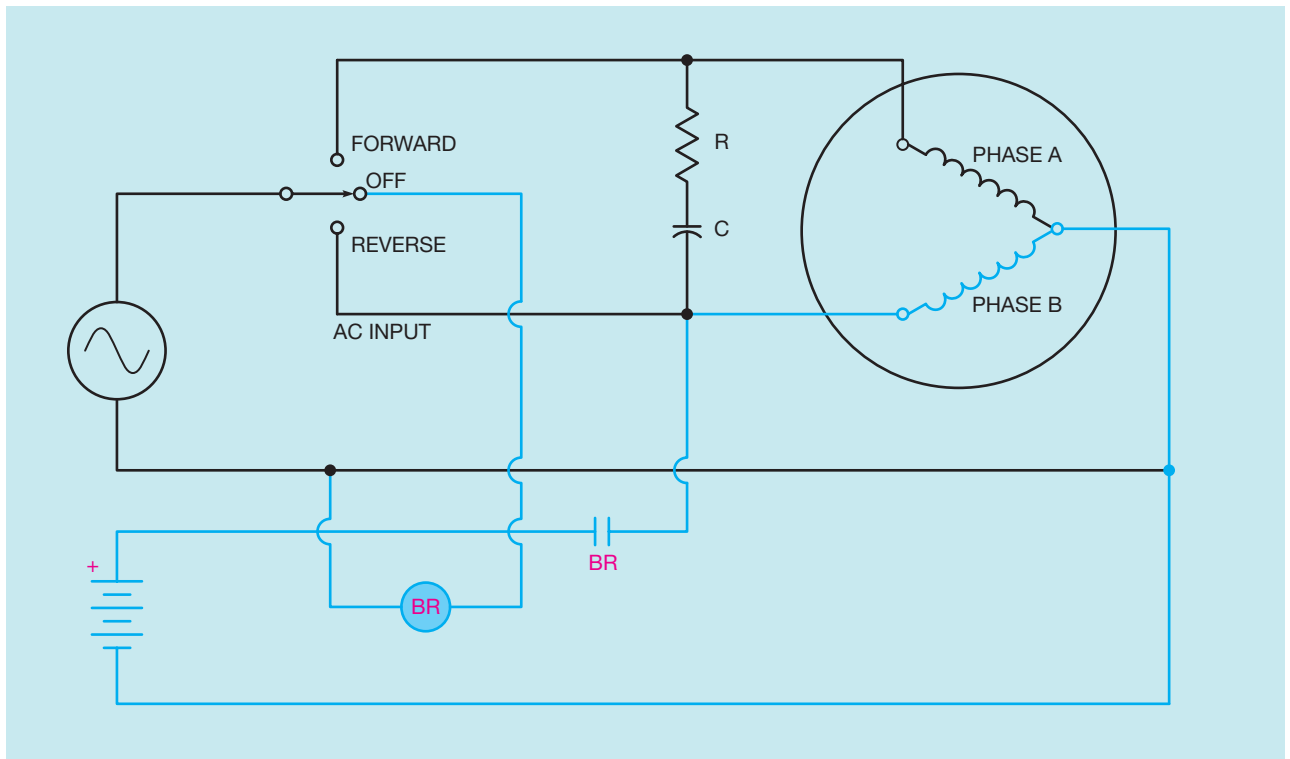 FORWARD
OFF
REVERSE
AC INPUT
R
C
PHASE A
PHASE B
BR
+
BR